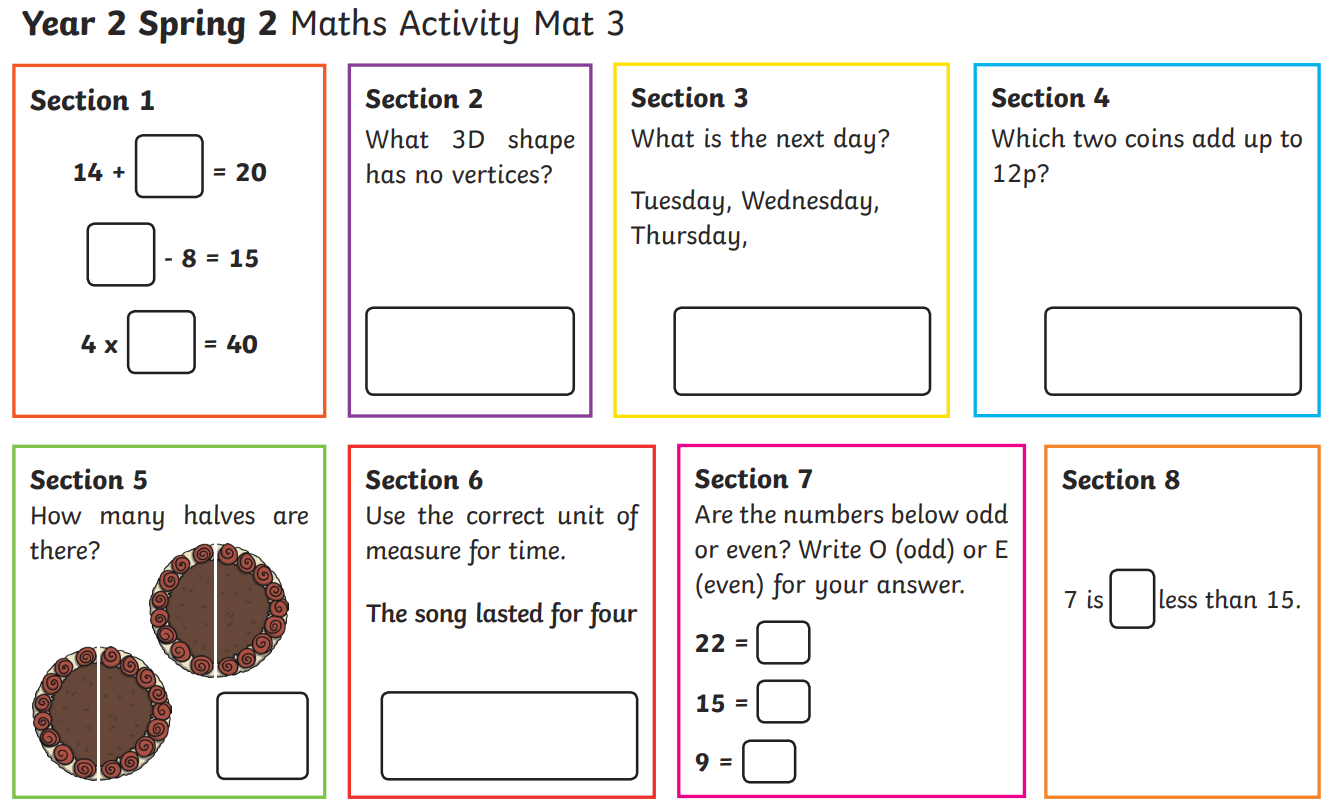 Year 2 Spring 2 Maths Activity Mat 3
Section 1
14 + = 20
- 8 = 15
4 x = 40
Section 2
What 3D shape
has no vertices?
Section 3
What is the next day?
Tuesday, Wednesday,
Thursday,
Section 4
Which two coins add up to
12p?
Section 5
How many halves are
there?
Section 6
Use the correct unit of
measure for time.
The song lasted for four
Section 7
Are the numbers below odd
or even? Write O (odd) or E
(even) for your answer.
22 =
15 =
9 =
Section 8
7 is less than 15.